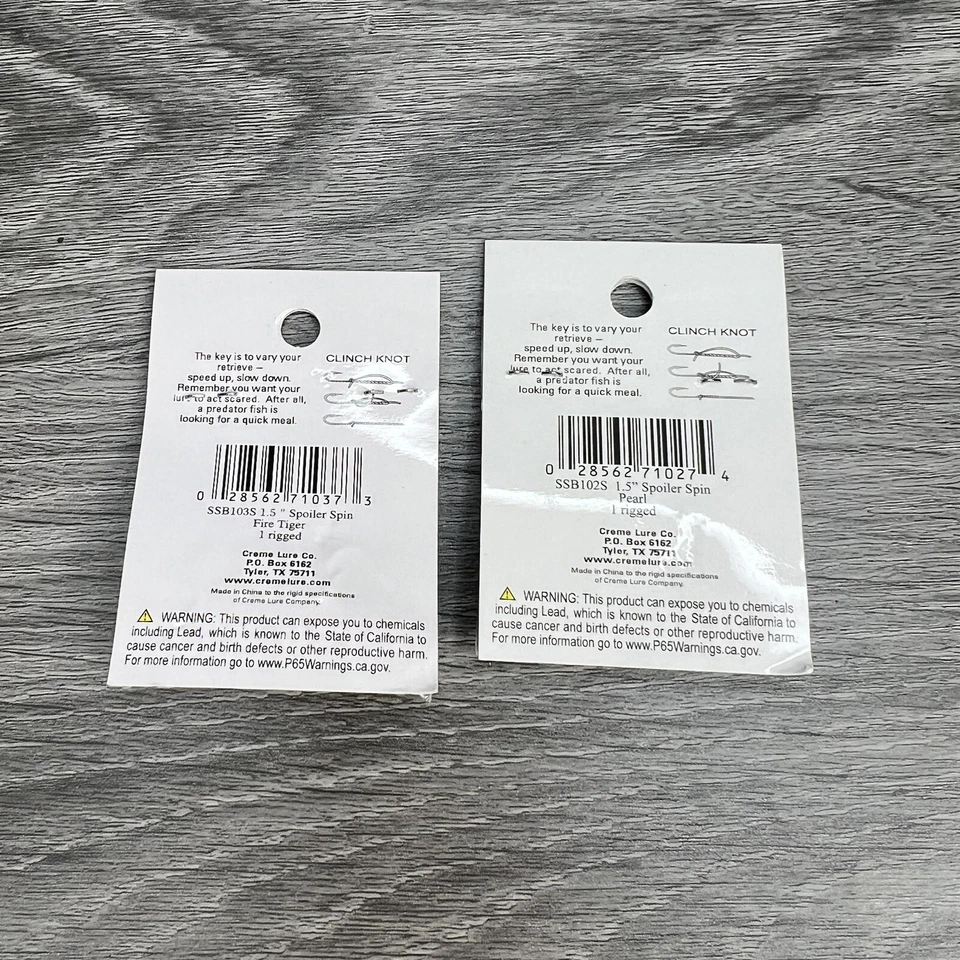 The key is to vary your
retrieve –
speed up, slow down.
Remember you want your
lure to act scared. After all,
a predator fish is
looking for a quick meal.
CLINCH KNOT
0 28562 71037 3
SSB103S 1.5 " Spoiler Spin
Fire Tiger
1 rigged
Creme Lure Co.
P.O. Box 6162
Tyler, TX 75711
www.cremelure.com
Made in China to the rigid specifications
of Creme Lure Company.
⚠ WARNING: This product can expose you to chemicals
including Lead, which is known to the State of California to
cause cancer and birth defects or other reproductive harm.
For more information go to www.P65Warnings.ca.gov.
The key is to vary your
retrieve –
speed up, slow down.
Remember you want your
lure to act scared. After all,
a predator fish is
looking for a quick meal.
CLINCH KNOT
0 28562 71027 4
SSB102S 1.5” Spoiler Spin
Pearl
1 rigged
Creme Lure Co.
P.O. Box 6162
Tyler, TX 75711
www.cremelure.com
Made in China to the rigid specifications
of Creme Lure Company.
⚠ WARNING: This product can expose you to chemicals
including Lead, which is known to the State of California to
cause cancer and birth defects or other reproductive harm.
For more information go to www.P65Warnings.ca.gov.